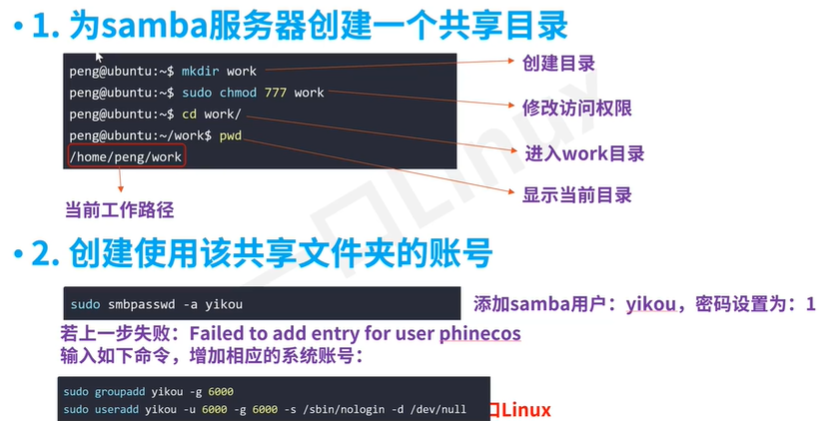 • 1. 为samba服务器创建一个共享目录
peng@ubuntu:~$ mkdir work
创建目录
peng@ubuntu:~$ sudo chmod 777 work
修改访问权限
peng@ubuntu:~$ cd work/
进入work目录
peng@ubuntu:~/work$ pwd
显示当前目录
/home/peng/work
当前工作路径
一口Linux
• 2. 创建使用该共享文件夹的账号
sudo smbpasswd -a yikou
添加samba用户：yikou，密码设置为：1
若上一步失败：Failed to add entry for user phinecos
输入如下命令，增加相应的系统账号：
sudo groupadd yikou -g 6000
sudo useradd yikou -u 6000 -g 6000 -s /sbin/nologin -d /dev/null
口Linux